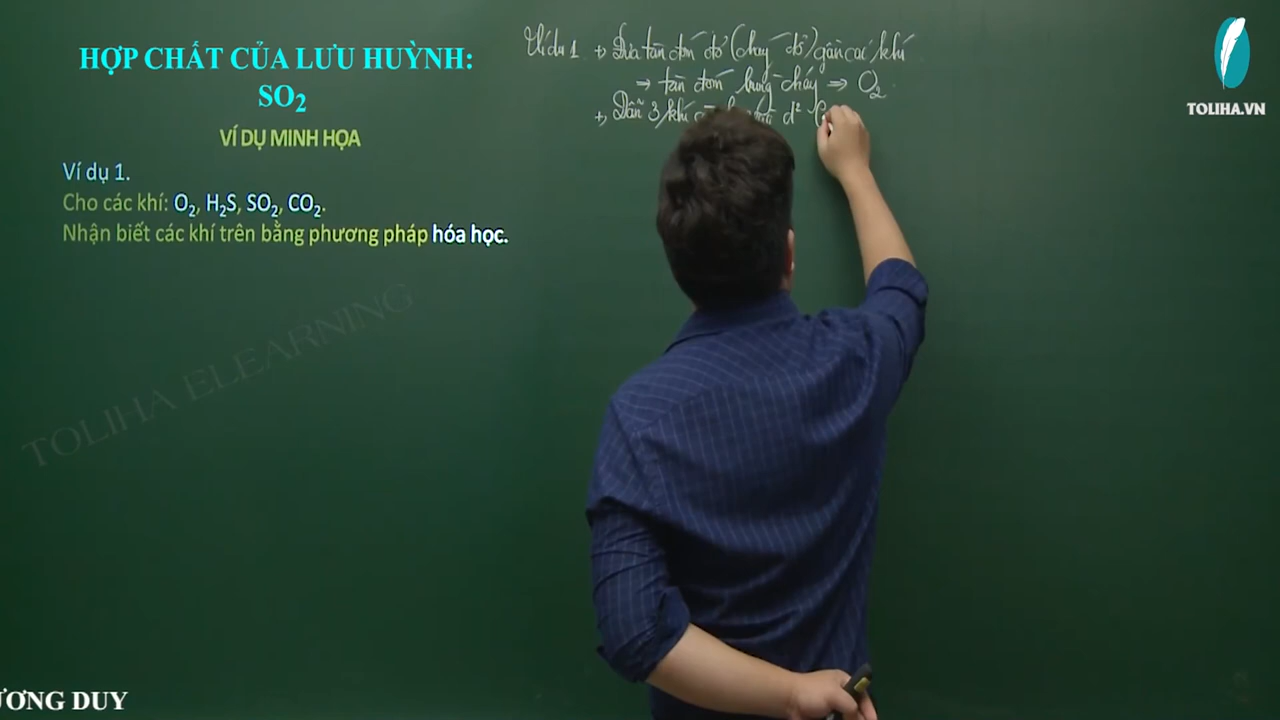 HỢP CHẤT CỦA LƯU HUỲNH:
SO2
VÍ DỤ MINH HỌA
Ví dụ 1.
Cho các khí: O2, H2S, SO2, CO2.
Nhận biết các khí trên bằng phương pháp hóa học.
Ví dụ 1 +, Đưa tàn đóm đỏ (cháy đỏ) gần các khí
→ tàn đóm bùng cháy ⇒ O2.
+, Dẫn 3 khí d²
TOLIHA.VN
TOLIHA ELEARNING
ƯƠNG DUY